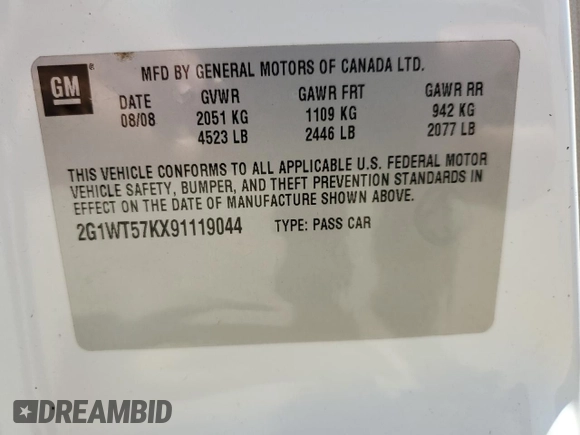 GM ®
MFD BY GENERAL MOTORS OF CANADA LTD.
DATE GVWR GAWR FRT GAWR RR
08/08 2051 KG 1109 KG 942 KG
4523 LB 2446 LB 2077 LB
THIS VEHICLE CONFORMS TO ALL APPLICABLE U.S. FEDERAL MOTOR
VEHICLE SAFETY, BUMPER, AND THEFT PREVENTION STANDARDS IN
EFFECT ON THE DATE OF MANUFACTURE SHOWN ABOVE.
2G1WT57KX91119044 TYPE: PASS CAR
DREAMBID